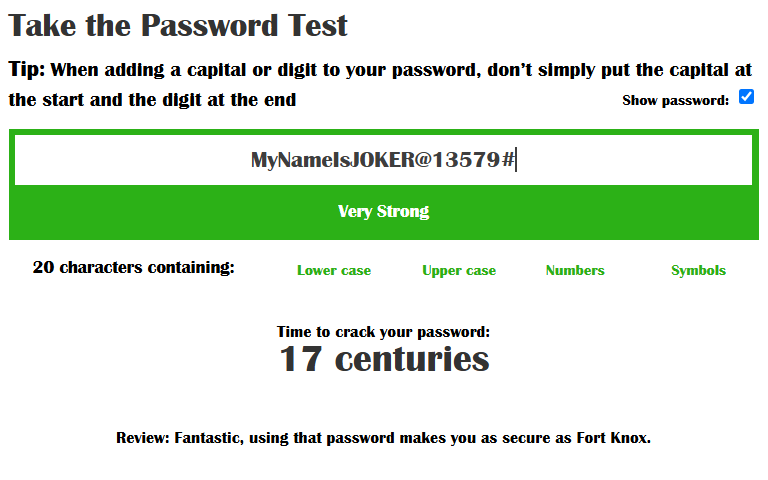 Take the Password Test
Tip: When adding a capital or digit to your password, don’t simply put the capital at
the start and the digit at the end
Show password:
MyNameIsJOKER@13579#
Very Strong
20 characters containing:
Lower case
Upper case
Numbers
Symbols
Time to crack your password:
17 centuries
Review: Fantastic, using that password makes you as secure as Fort Knox.